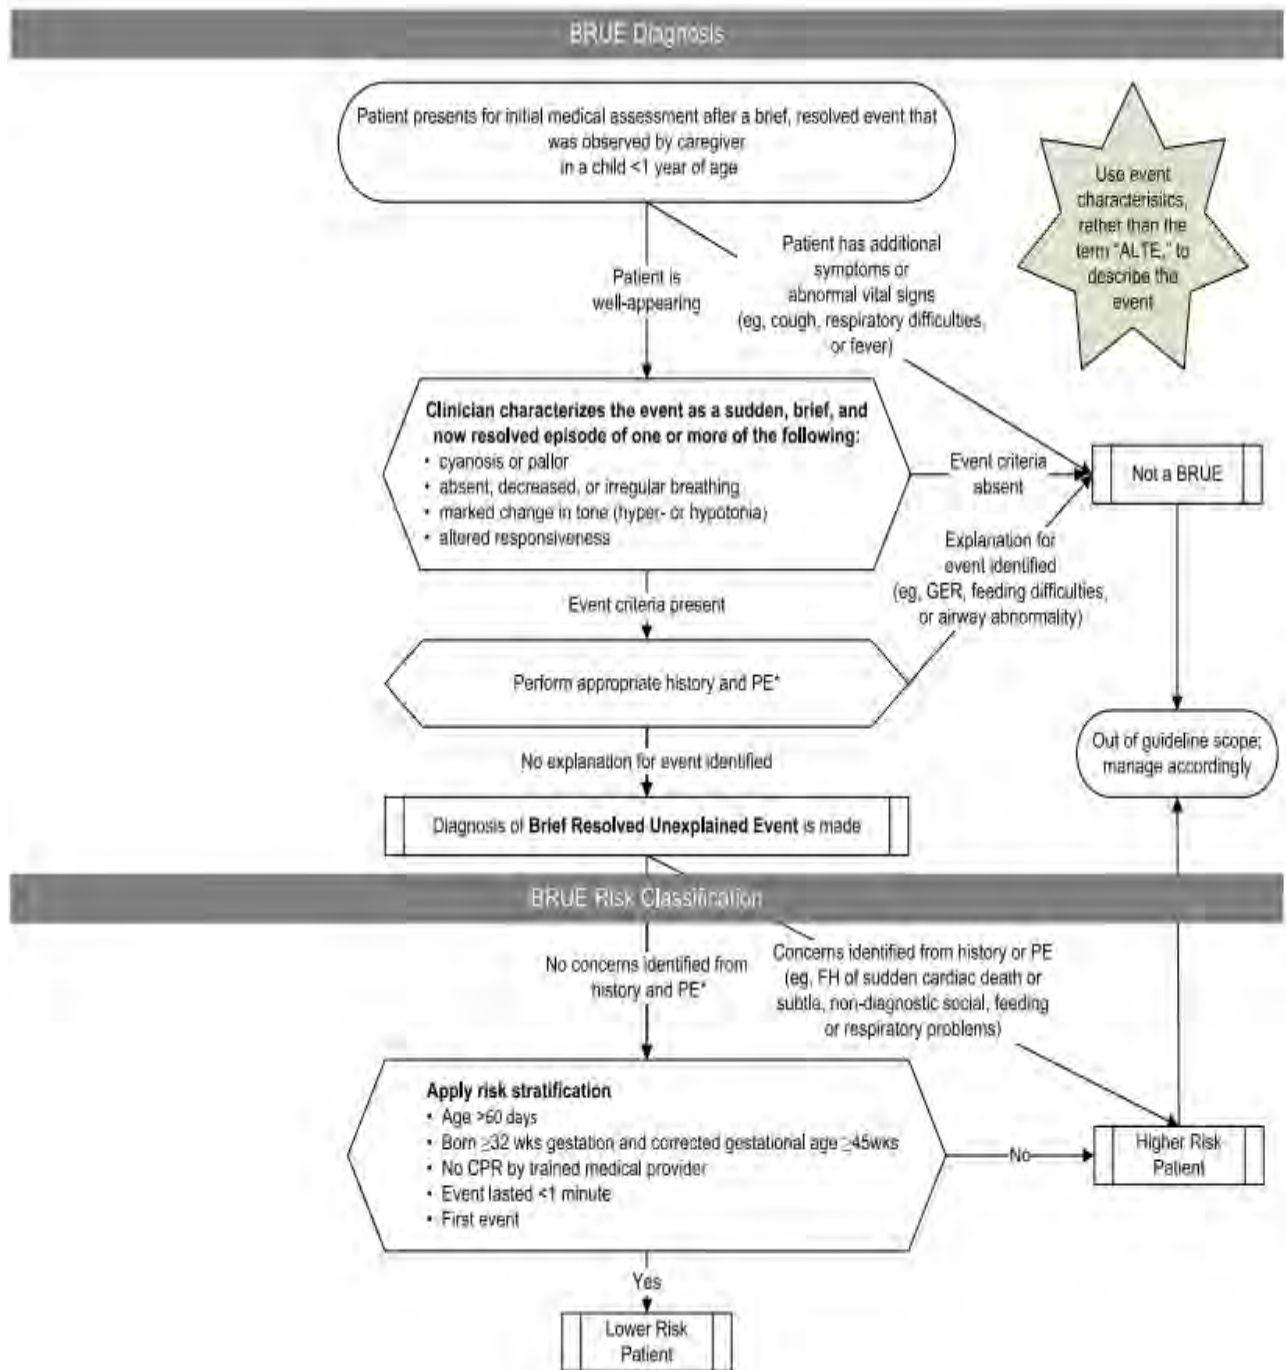 BRUE Diagnosis
Patient presents for initial medical assessment after a brief, resolved event that
was observed by caregiver
in a child <1 year of age
Use event
characteristics,
rather than the
term "ALTE," to
describe the
event
Patient is
well-appearing
Patient has additional
symptoms or
abnormal vital signs
(eg, cough, respiratory difficulties,
or fever)
Clinician characterizes the event as a sudden, brief, and
now resolved episode of one or more of the following:
• cyanosis or pallor
• absent, decreased, or irregular breathing
• marked change in tone (hyper- or hypotonia)
• altered responsiveness
Event criteria
absent
Not a BRUE
Explanation for
event identified
(eg, GER, feeding difficulties,
or airway abnormality)
Event criteria present
Perform appropriate history and PE*
No explanation for event identified
Out of guideline scope;
manage accordingly
Diagnosis of Brief Resolved Unexplained Event is made
BRUE Risk Classification
No concerns identified from
history and PE*
Concerns identified from history or PE
(eg, FH of sudden cardiac death or
subtle, non-diagnostic social, feeding
or respiratory problems)
Apply risk stratification
• Age >60 days
• Born ≥32 wks gestation and corrected gestational age ≥45wks
• No CPR by trained medical provider
• Event lasted <1 minute
• First event
No
Higher Risk
Patient
Yes
Lower Risk
Patient